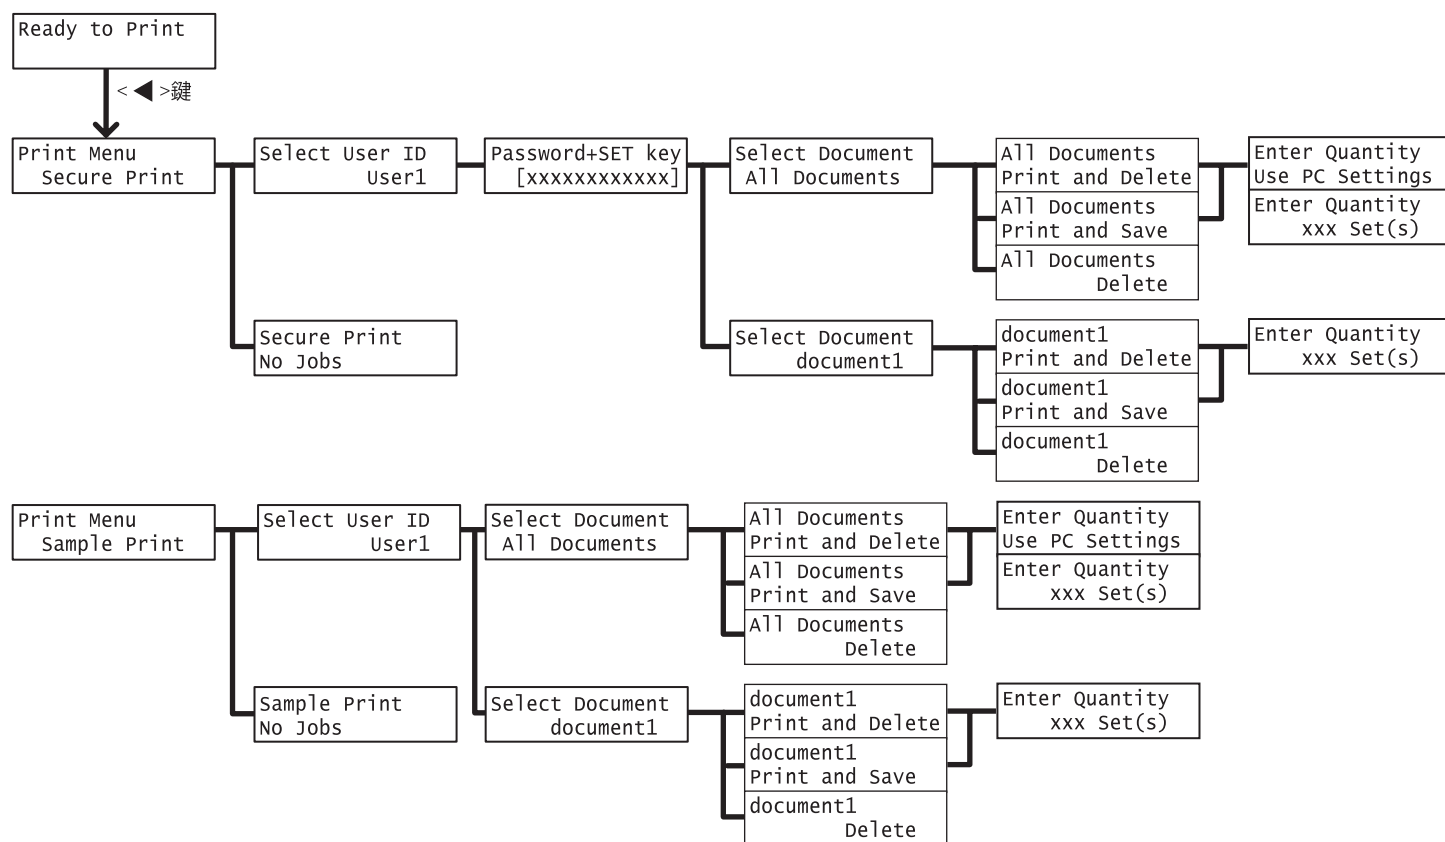 Ready to Print
< ◀ >鍵
Print Menu
Secure Print
Select User ID
User1
Password+SET key
[xxxxxxxxxxxx]
Select Document
All Documents
All Documents
Print and Delete
All Documents
Print and Save
All Documents
Delete
Enter Quantity
Use PC Settings
Enter Quantity
xxx Set(s)
Secure Print
No Jobs
Select Document
document1
document1
Print and Delete
document1
Print and Save
document1
Delete
Enter Quantity
xxx Set(s)
Print Menu
Sample Print
Select User ID
User1
Select Document
All Documents
All Documents
Print and Delete
All Documents
Print and Save
All Documents
Delete
Enter Quantity
Use PC Settings
Enter Quantity
xxx Set(s)
Sample Print
No Jobs
Select Document
document1
document1
Print and Delete
document1
Print and Save
document1
Delete
Enter Quantity
xxx Set(s)